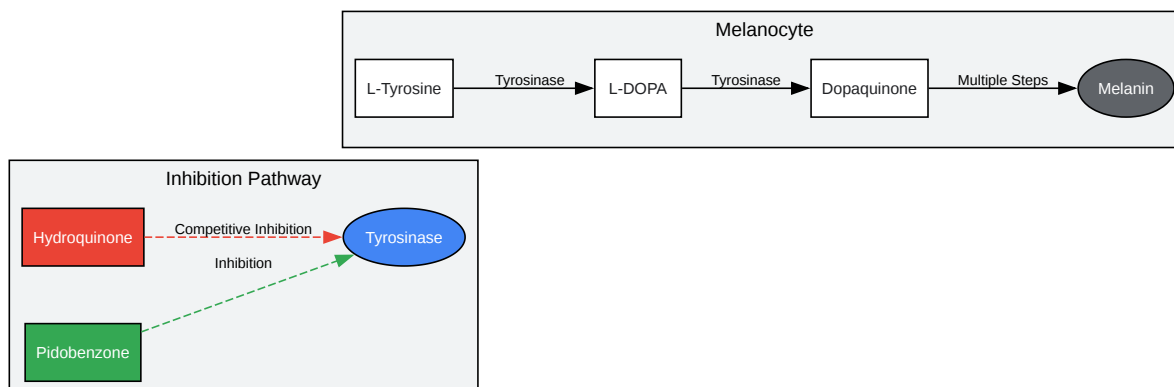 Melanocyte
L-Tyrosine
Tyrosinase
L-DOPA
Tyrosinase
Dopaquinone
Multiple Steps
Melanin
Inhibition Pathway
Hydroquinone
Competitive Inhibition
Tyrosinase
Inhibition
Pidobenzone